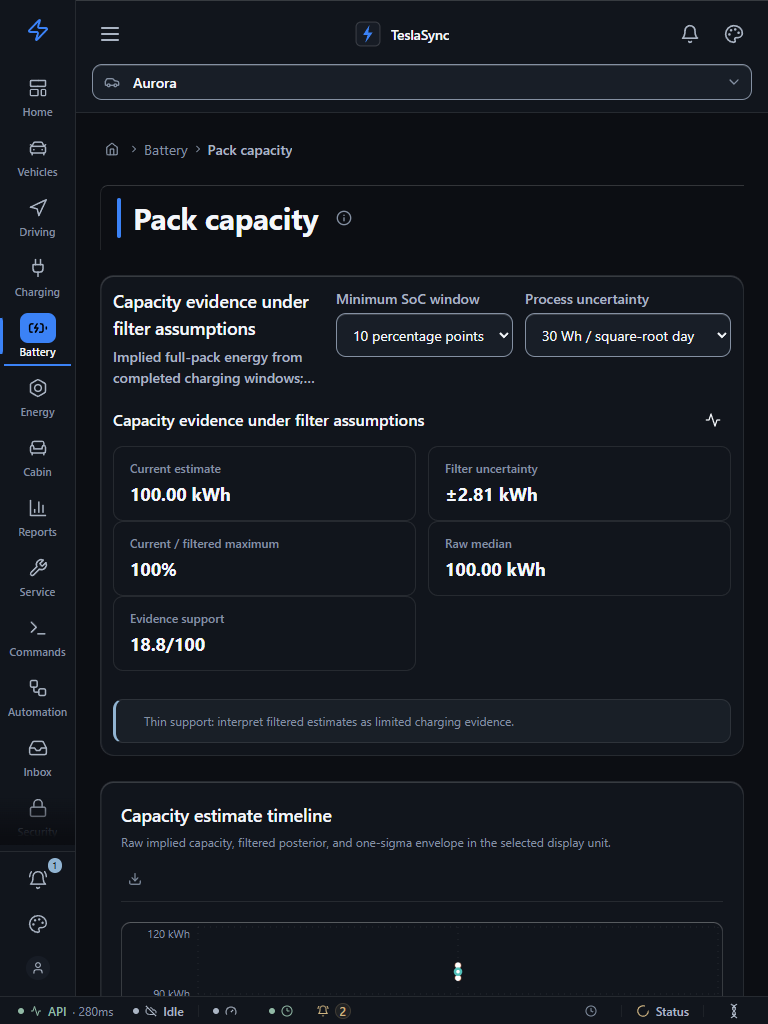 TeslaSync
Aurora
Home
Vehicles
Driving
Charging
Battery
Energy
Cabin
Reports
Service
Commands
Automation
Inbox
Security
1
Battery
Pack capacity
Pack capacity
Capacity evidence under
filter assumptions
Implied full-pack energy from
completed charging windows;...
Minimum SoC window
10 percentage points
Process uncertainty
30 Wh / square-root day
Capacity evidence under filter assumptions
Current estimate
100.00 kWh
Filter uncertainty
±2.81 kWh
Current / filtered maximum
100%
Raw median
100.00 kWh
Evidence support
18.8/100
Thin support: interpret filtered estimates as limited charging evidence.
Capacity estimate timeline
Raw implied capacity, filtered posterior, and one-sigma envelope in the selected display unit.
120 kWh
90 kWh
API · 280ms
Idle
2
Status